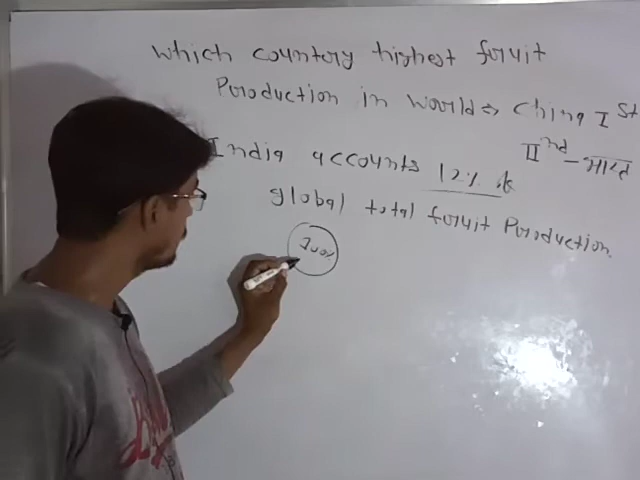 which country highest fruit
Production in world ⇒ China Iˢᵗ
IIⁿᵈ - भारत
India accounts 12% of
global total fruit Production.
100%